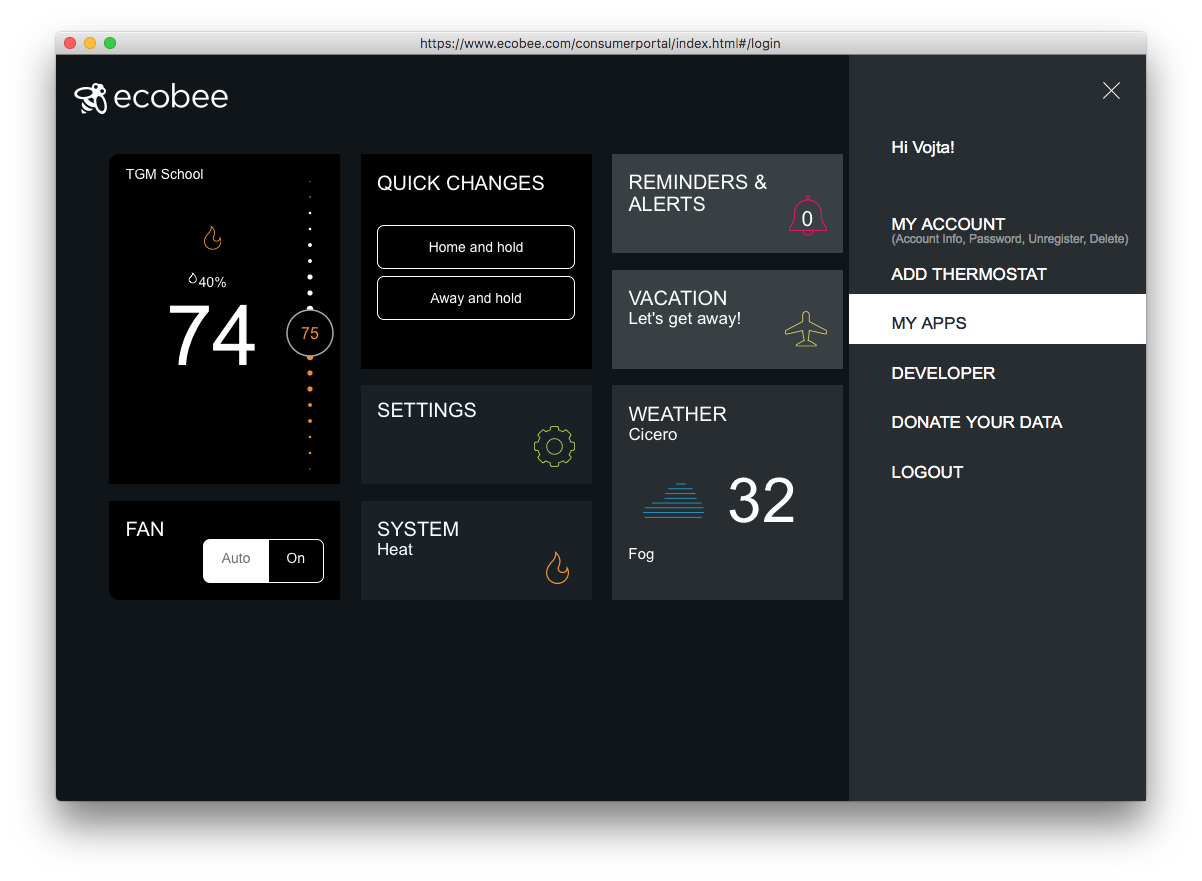 https://www.ecobee.com/consumerportal/index.html#/login
ecobee
TGM School
40%
74
75
FAN
Auto
On
QUICK CHANGES
Home and hold
Away and hold
SETTINGS
SYSTEM
Heat
REMINDERS &
ALERTS
0
VACATION
Let's get away!
WEATHER
Cicero
32
Fog
Hi Vojta!
MY ACCOUNT
(Account Info, Password, Unregister, Delete)
ADD THERMOSTAT
MY APPS
DEVELOPER
DONATE YOUR DATA
LOGOUT